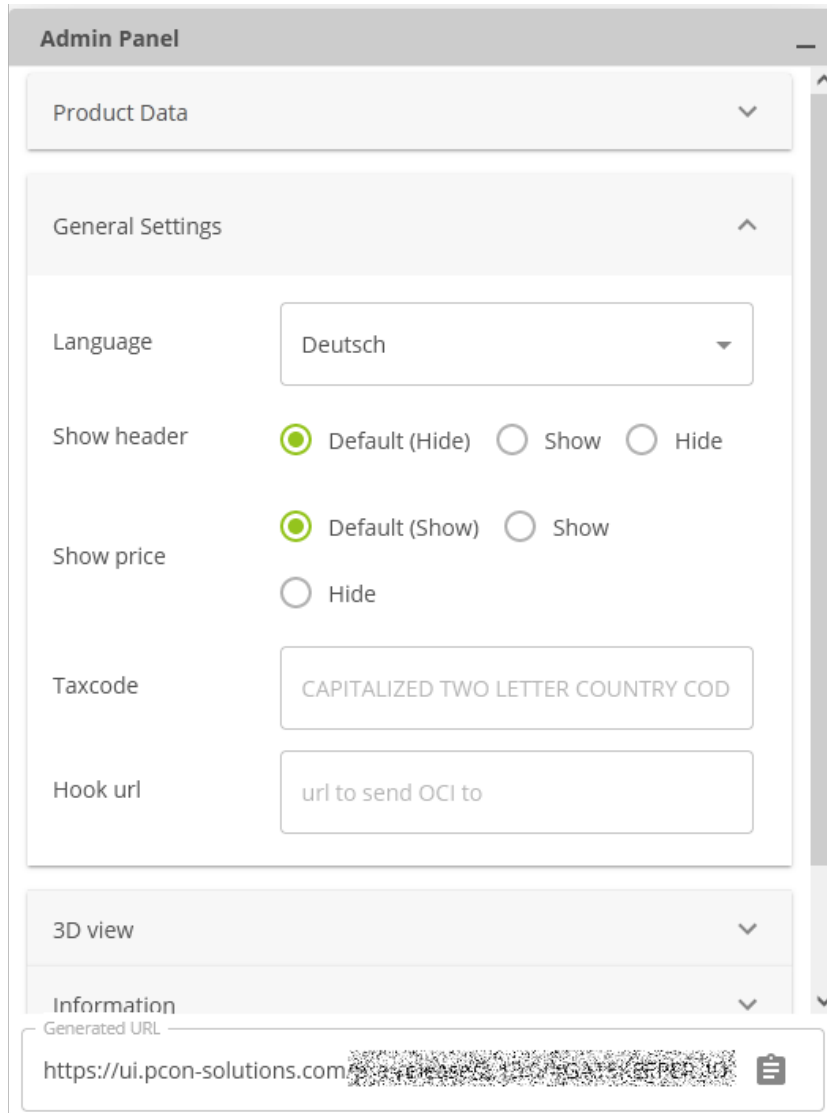 Admin Panel
Product Data
General Settings
Language
Deutsch
Show header
Default (Hide) Show Hide
Show price
Default (Show) Show
Hide
Taxcode
CAPITALIZED TWO LETTER COUNTRY COD
Hook url
url to send OCI to
3D view
Information
Generated URL
https://ui.pcon-solutions.com/